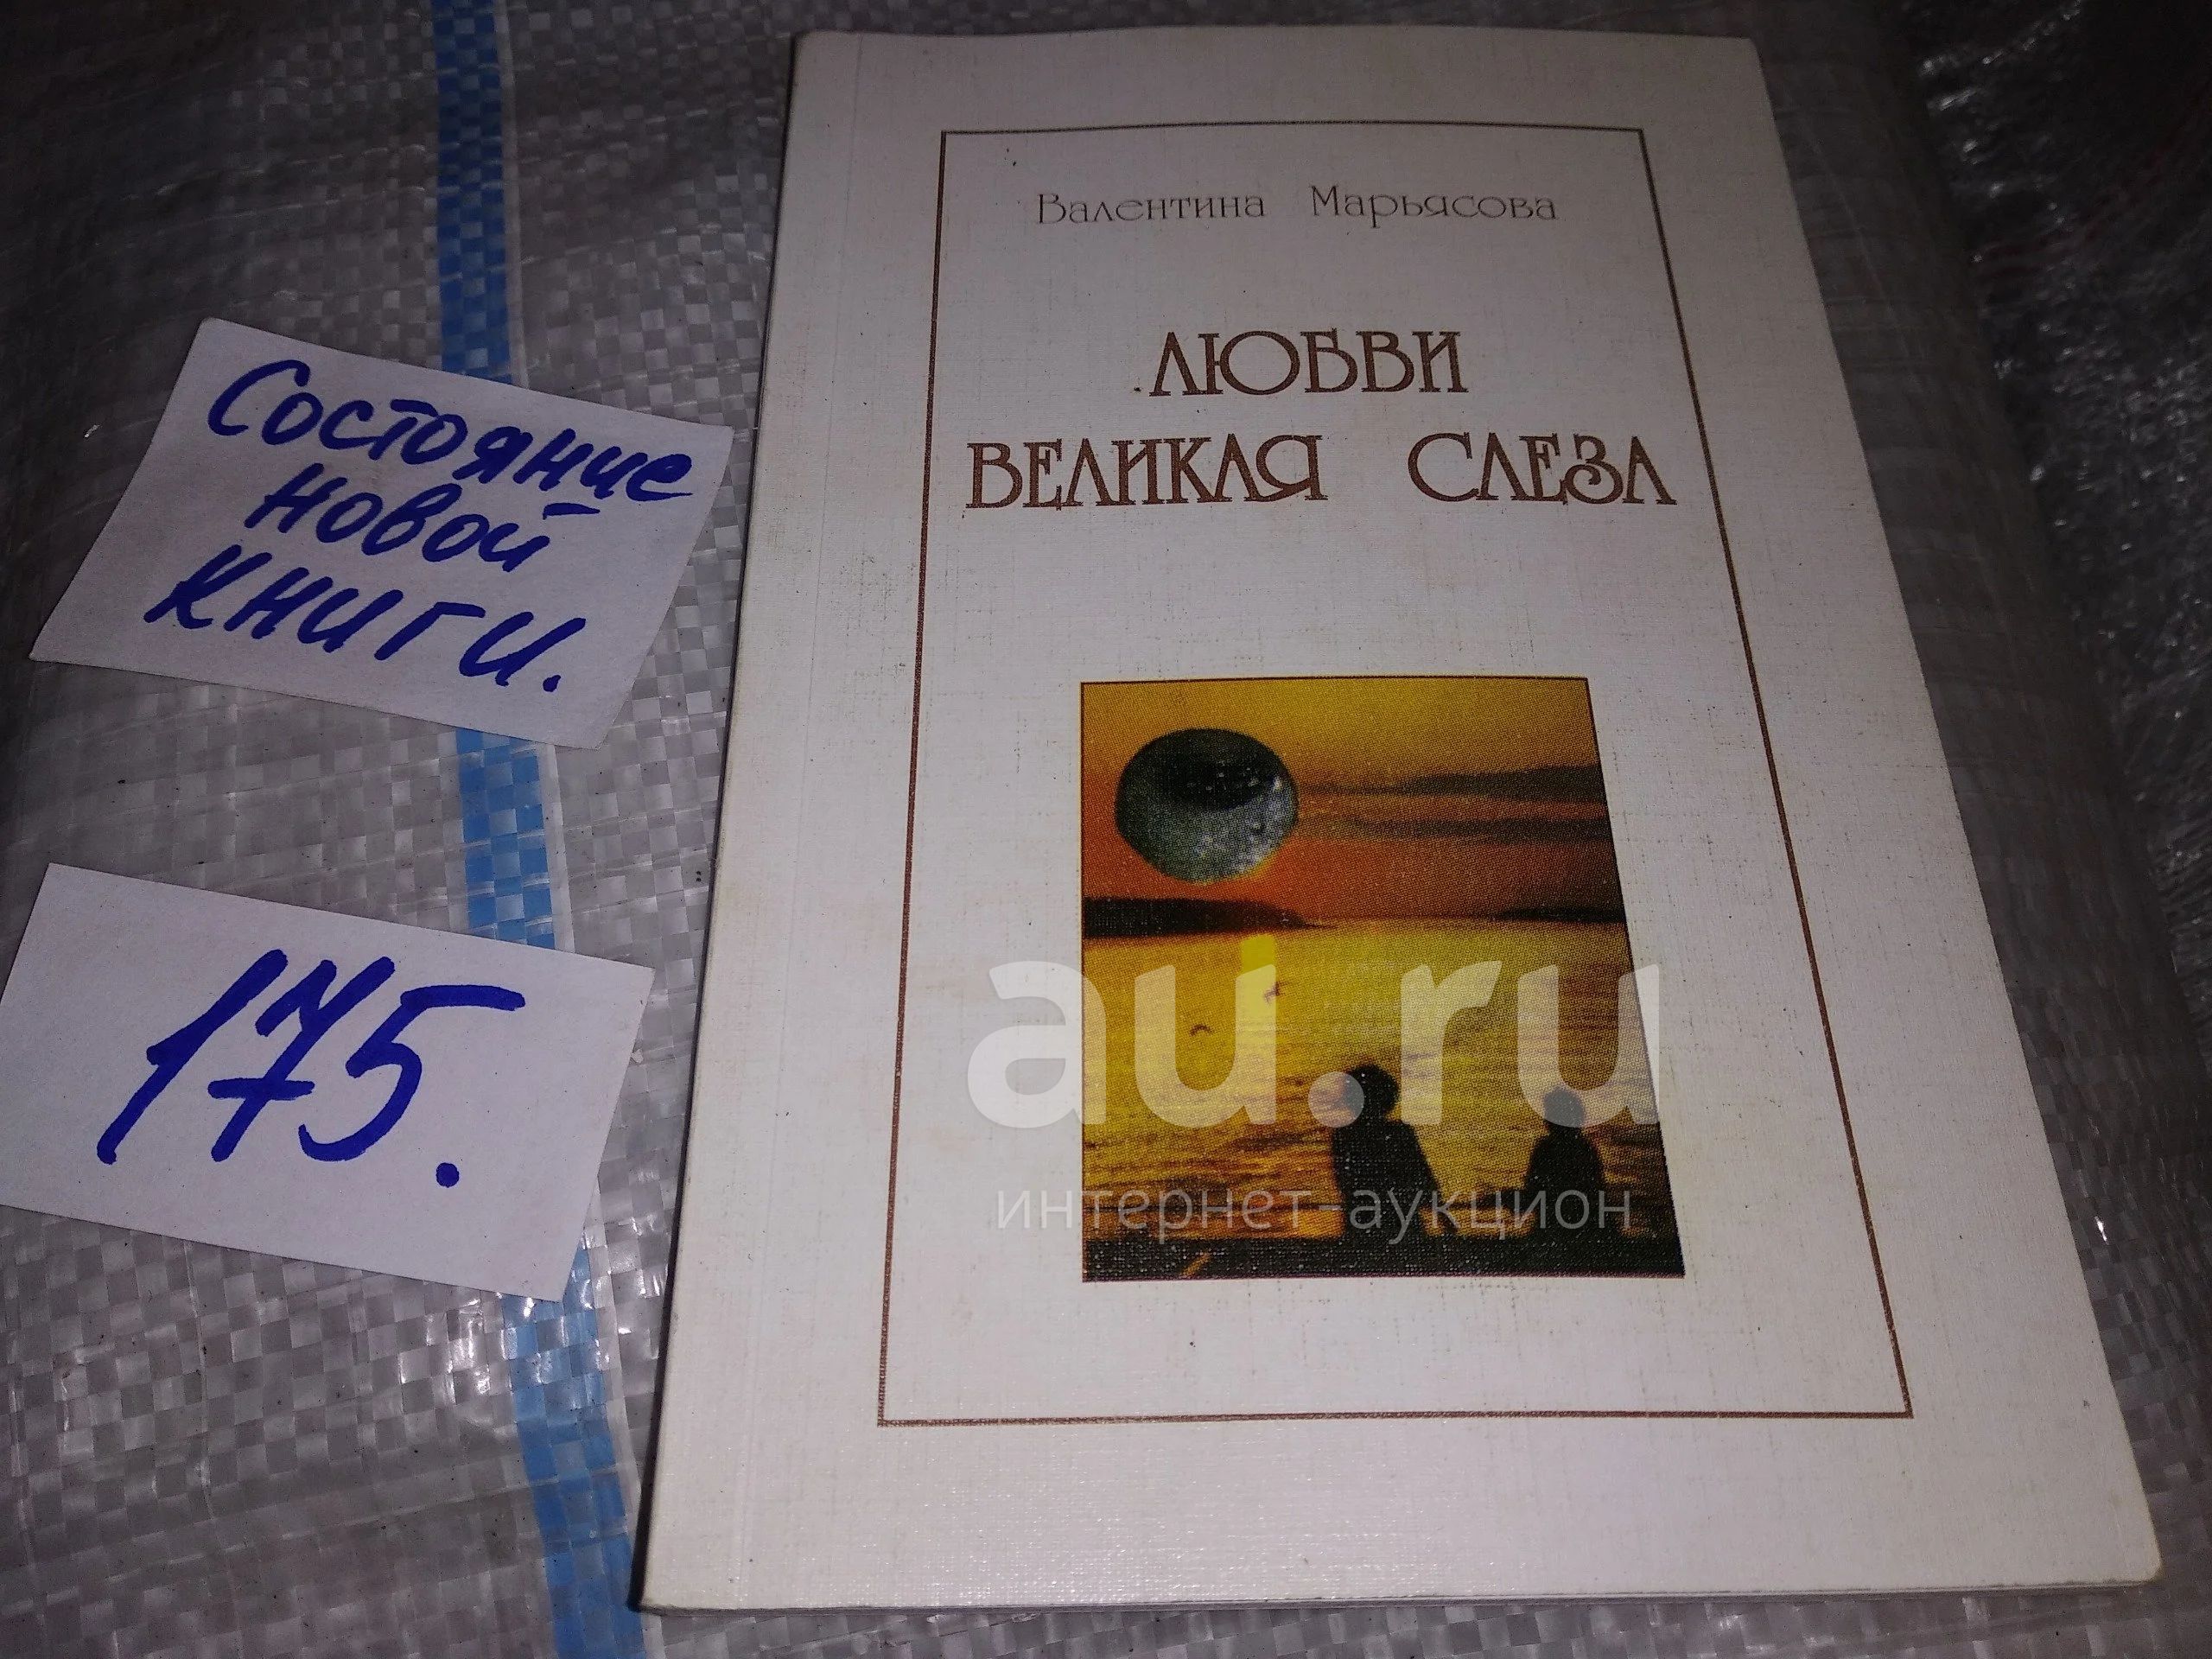 Валентина Марьясова
ЛЮБВИ
ВЕЛИКАЯ СЛЕЗА
Состояние
новой
книги.
175.
au.ru
интернет-аукцион